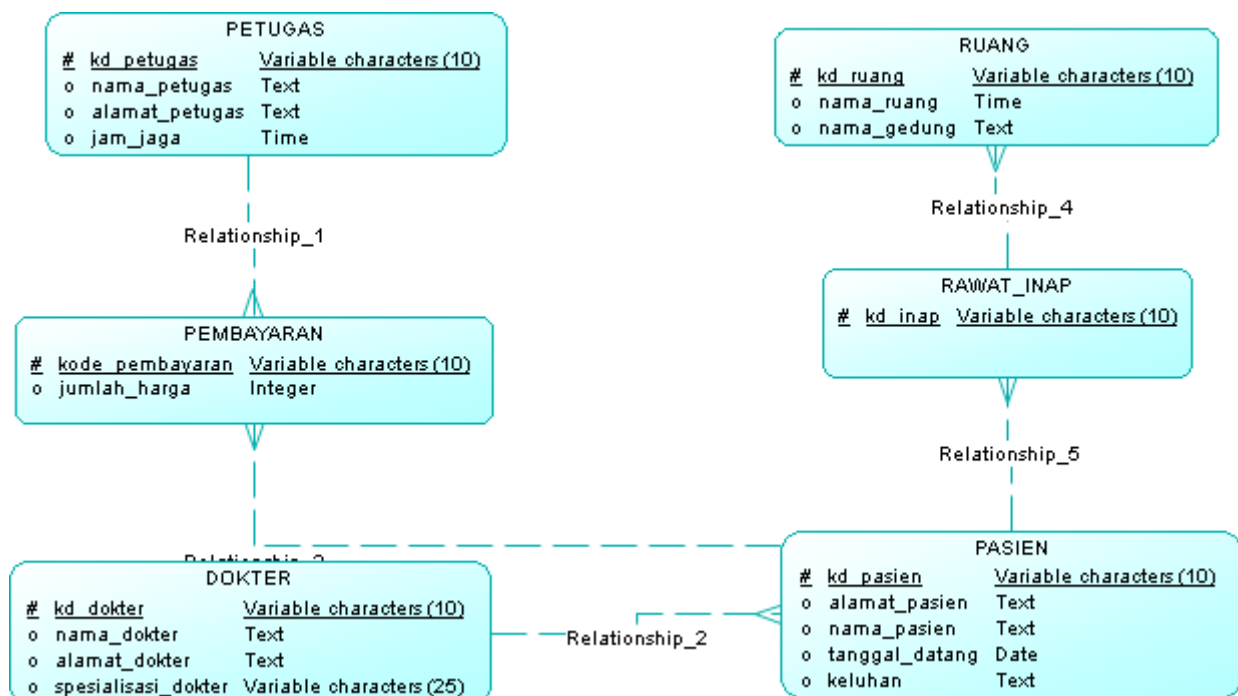 PETUGAS
# kd_petugas Variable characters (10)
o nama_petugas Text
o alamat_petugas Text
o jam_jaga Time
RUANG
# kd_ruang Variable characters (10)
o nama_ruang Time
o nama_gedung Text
Relationship_4
Relationship_1
RAWAT_INAP
# kd_inap Variable characters (10)
PEMBAYARAN
# kode_pembayaran Variable characters (10)
o jumlah_harga Integer
Relationship_5
DOKTER
# kd_dokter Variable characters (10)
o nama_dokter Text
o alamat_dokter Text
o spesialisasi_dokter Variable characters (25)
Relationship_2
PASIEN
# kd_pasien Variable characters (10)
o alamat_pasien Text
o nama_pasien Text
o tanggal_datang Date
o keluhan Text